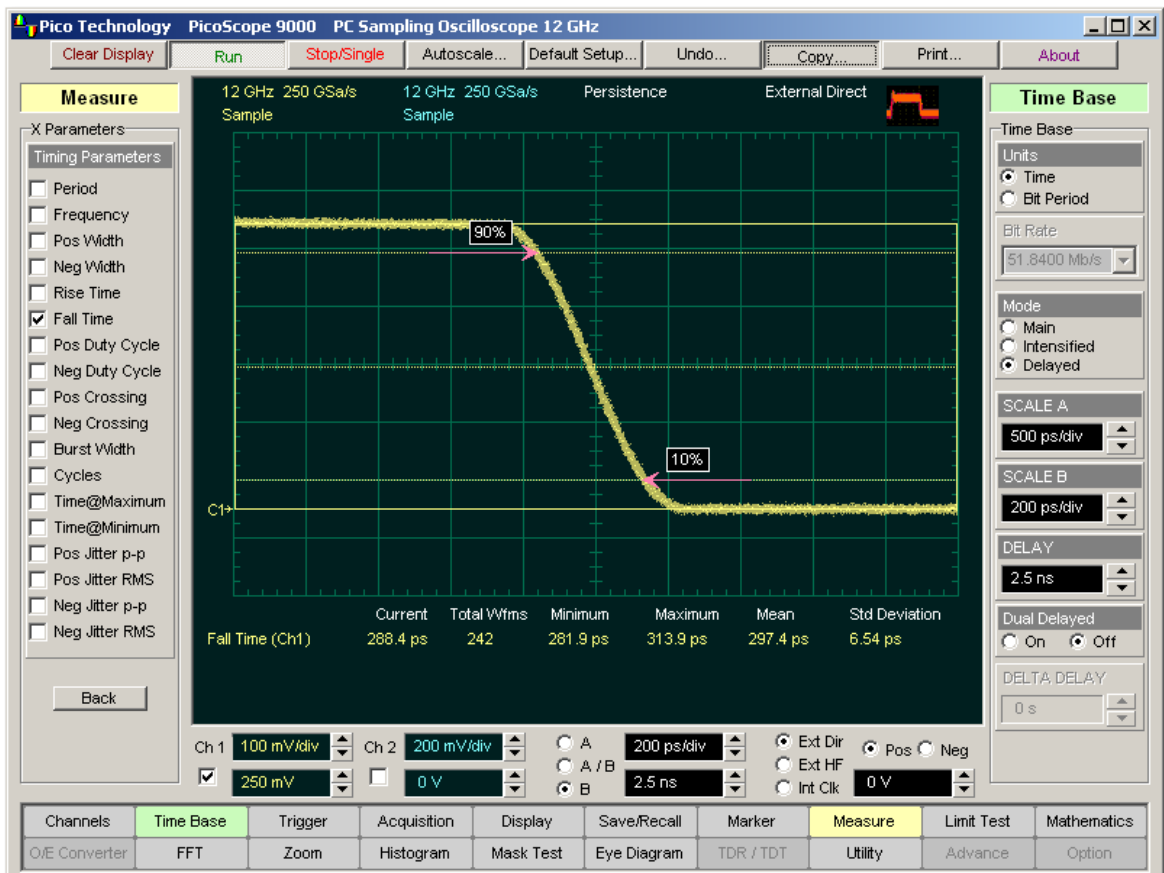 Pico Technology PicoScope 9000 PC Sampling Oscilloscope 12 GHz
Clear Display Run Stop/Single Autoscale... Default Setup... Undo... Copy... Print... About
Measure
X Parameters
Timing Parameters
Period
Frequency
Pos Width
Neg Width
Rise Time
Fall Time
Pos Duty Cycle
Neg Duty Cycle
Pos Crossing
Neg Crossing
Burst Width
Cycles
Time@Maximum
Time@Minimum
Pos Jitter p-p
Pos Jitter RMS
Neg Jitter p-p
Neg Jitter RMS
Back
12 GHz 250 GSa/s 12 GHz 250 GSa/s Persistence External Direct
Sample Sample
90%
10%
C1
Current Total Wfms Minimum Maximum Mean Std Deviation
Fall Time (Ch1) 288.4 ps 242 281.9 ps 313.9 ps 297.4 ps 6.54 ps
Time Base
Time Base
Units
Time
Bit Period
Bit Rate
51.8400 Mb/s
Mode
Main
Intensified
Delayed
SCALE A
500 ps/div
SCALE B
200 ps/div
DELAY
2.5 ns
Dual Delayed
On Off
DELTA DELAY
0 s
Ch 1 100 mV/div Ch 2 200 mV/div A 200 ps/div Ext Dir Pos Neg
A / B Ext HF
250 mV 0 V B 2.5 ns Int Clk 0 V
Channels Time Base Trigger Acquisition Display Save/Recall Marker Measure Limit Test Mathematics
O/E Converter FFT Zoom Histogram Mask Test Eye Diagram TDR / TDT Utility Advance Option